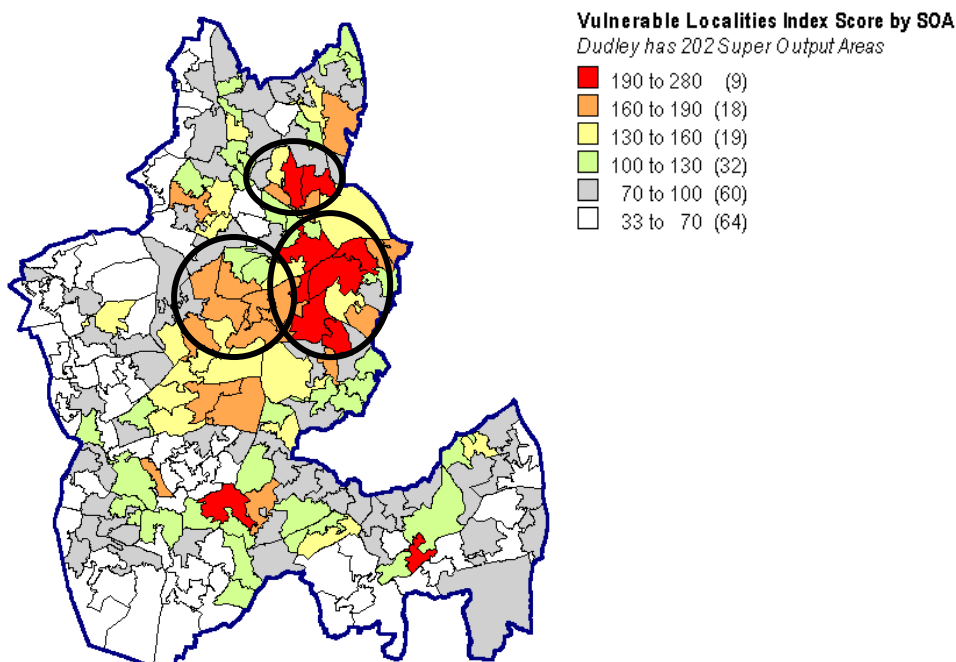 Vulnerable Localities Index Score by SOA
Dudley has 202 Super Output Areas
190 to 280 (9)
160 to 190 (18)
130 to 160 (19)
100 to 130 (32)
70 to 100 (60)
33 to 70 (64)